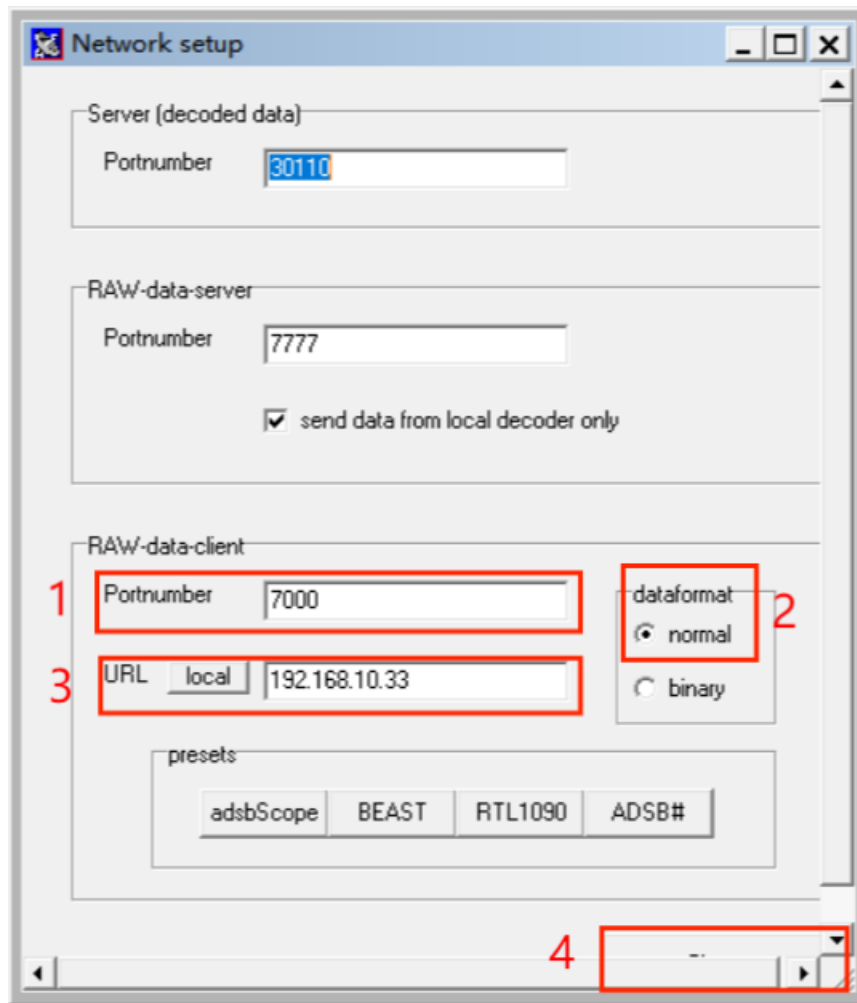 Network setup
Server (decoded data)
Portnumber 30110
RAW-data-server
Portnumber 7777
send data from local decoder only
RAW-data-client
1 Portnumber 7000 dataformat 2
normal
3 URL local 192.168.10.33
binary
presets
adsbScope BEAST RTL1090 ADSB#
4